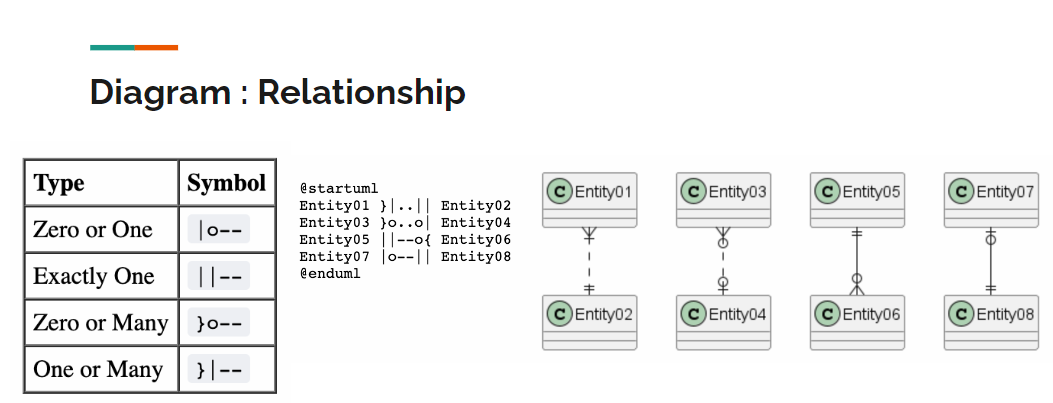 Diagram : Relationship
Type Symbol
Zero or One |o--
Exactly One ||--
Zero or Many }o--
One or Many }|--
@startuml
Entity01 }|..|| Entity02
Entity03 }o..o| Entity04
Entity05 ||--o{ Entity06
Entity07 |o--|| Entity08
@enduml
C Entity01 C Entity03 C Entity05 C Entity07
C Entity02 C Entity04 C Entity06 C Entity08